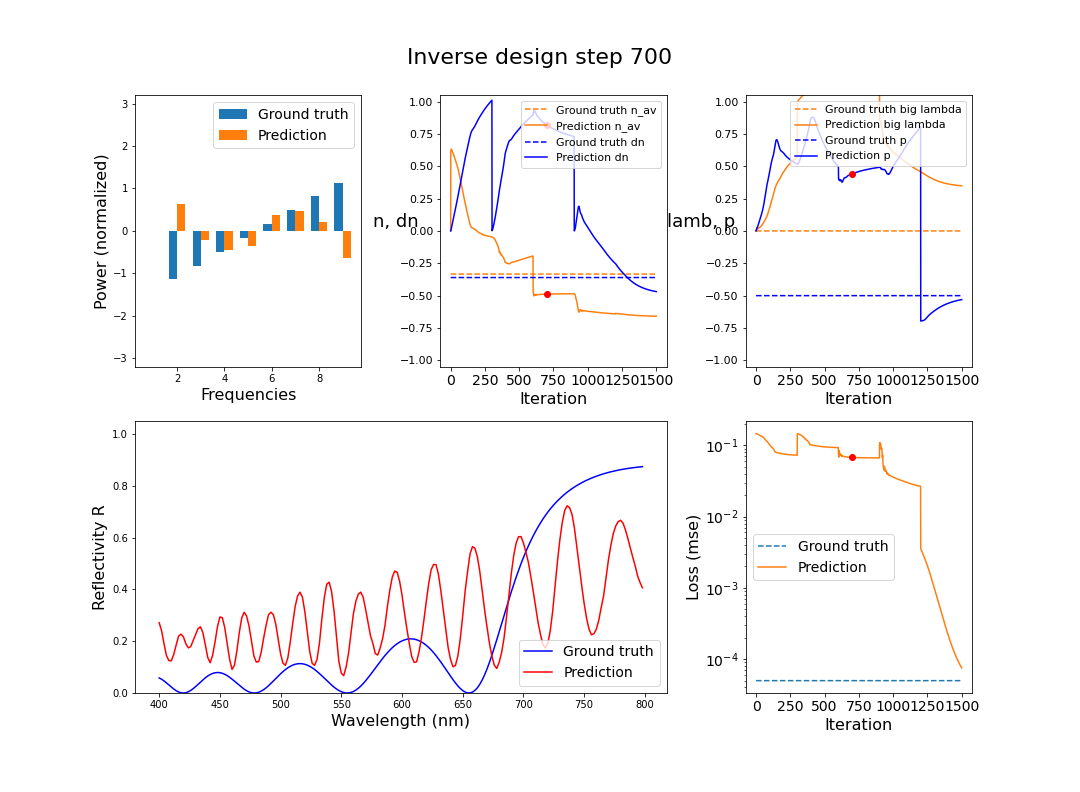 Inverse design step 700
Power (normalized)
3
2
1
0
−1
−2
−3
2 4 6 8
Frequencies
Ground truth
Prediction
n, dn
1.00
0.75
0.50
0.25
0.00
−0.25
−0.50
−0.75
−1.00
0 250 500 750 1000 1250 1500
Iteration
Ground truth n_av
Prediction n_av
Ground truth dn
Prediction dn
lamb, p
1.00
0.75
0.50
0.25
0.00
−0.25
−0.50
−0.75
−1.00
0 250 500 750 1000 1250 1500
Iteration
Ground truth big lambda
Prediction big lambda
Ground truth p
Prediction p
Reflectivity R
1.0
0.8
0.6
0.4
0.2
0.0
400 450 500 550 600 650 700 750 800
Wavelength (nm)
Ground truth
Prediction
Loss (mse)
10−1
10−2
10−3
10−4
0 250 500 750 1000 1250 1500
Iteration
Ground truth
Prediction